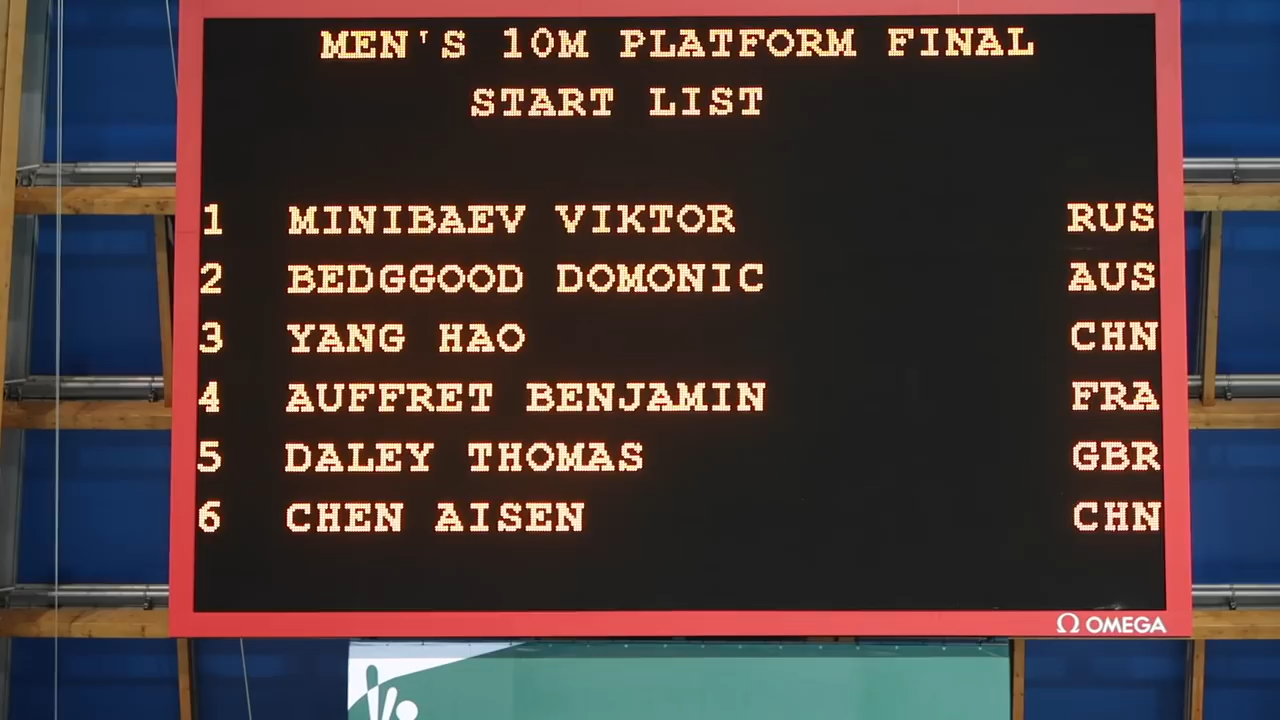 MEN'S 10M PLATFORM FINAL
START LIST
1 MINIBAEV VIKTOR RUS
2 BEDGGOOD DOMONIC AUS
3 YANG HAO CHN
4 AUFFRET BENJAMIN FRA
5 DALEY THOMAS GBR
6 CHEN AISEN CHN
Ω OMEGA